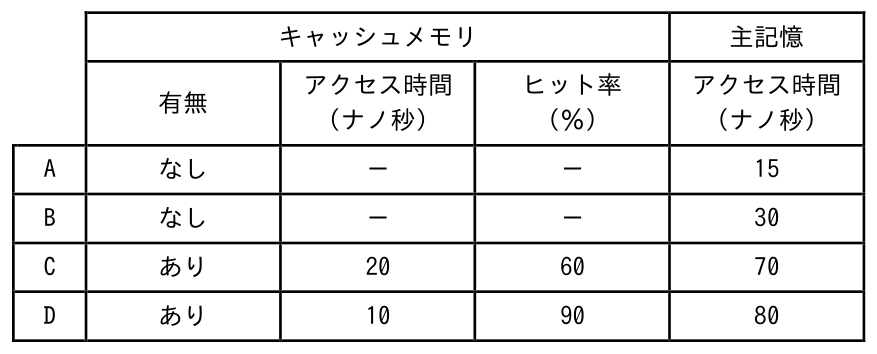 キャッシュメモリ 主記憶
有無 アクセス時間（ナノ秒） ヒット率（％） アクセス時間（ナノ秒）
A なし － － 15
B なし － － 30
C あり 20 60 70
D あり 10 90 80